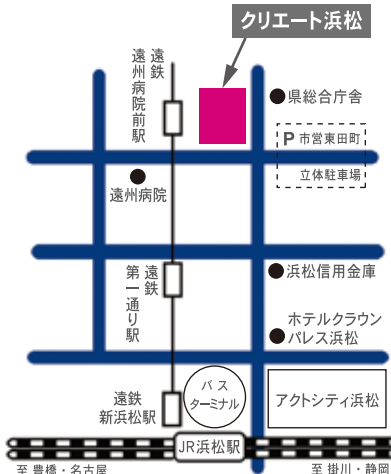 クリエート浜松
遠鉄
遠州病院前駅
県総合庁舎
P 市営東田町
立体駐車場
遠州病院
遠鉄
第一通り駅
浜松信用金庫
ホテルクラウン
パレス浜松
バス
ターミナル
アクトシティ浜松
遠鉄
新浜松駅
JR浜松駅
至 豊橋・名古屋
至 掛川・静岡